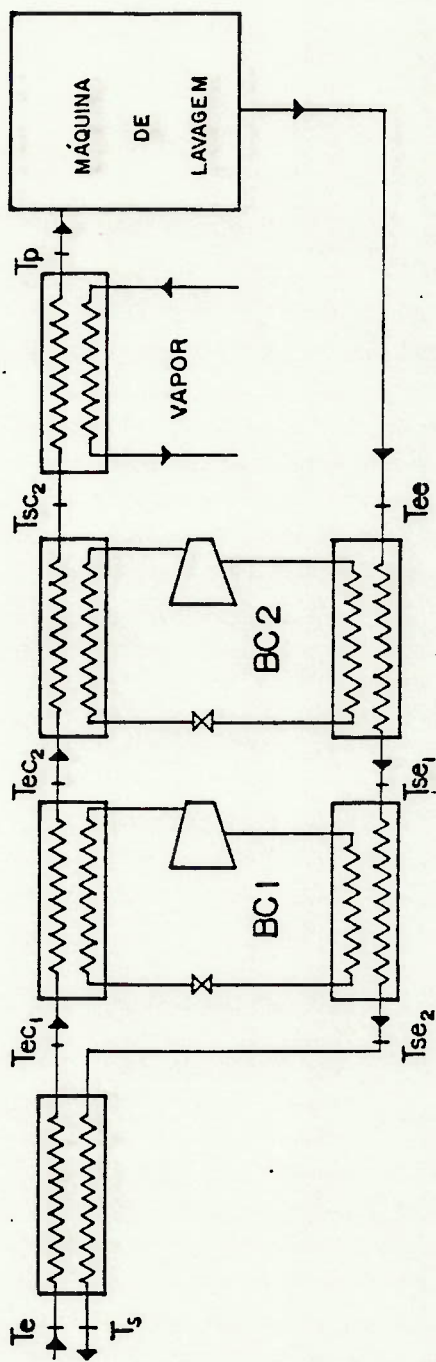 Te
Ts
Tec₁
Tse₂
BC1
Tec₂
Tse₁
BC2
Tsc₂
Tee
VAPOR
Tp
MÁQUINA
DE
LAVAGEM